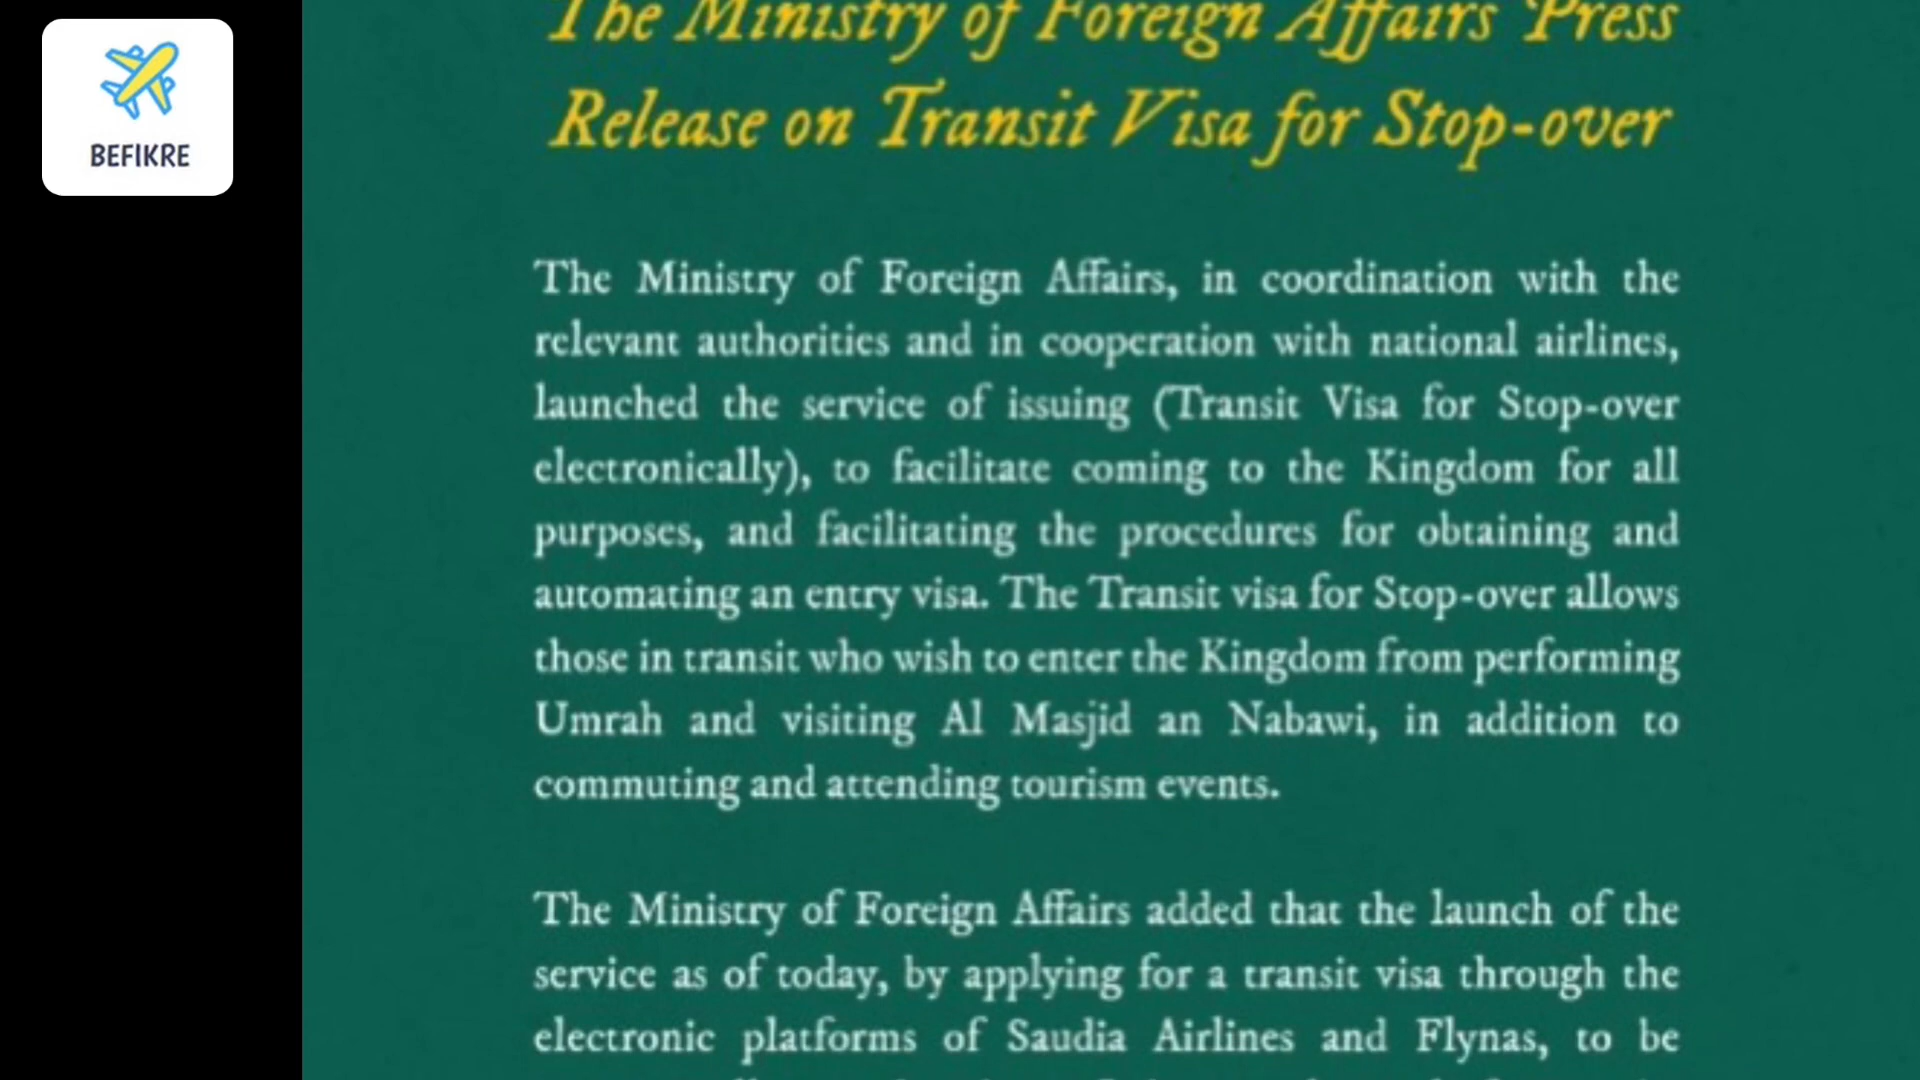 BEFIKRE
The Ministry of Foreign Affairs Press
Release on Transit Visa for Stop-over
The Ministry of Foreign Affairs, in coordination with the
relevant authorities and in cooperation with national airlines,
launched the service of issuing (Transit Visa for Stop-over
electronically), to facilitate coming to the Kingdom for all
purposes, and facilitating the procedures for obtaining and
automating an entry visa. The Transit visa for Stop-over allows
those in transit who wish to enter the Kingdom from performing
Umrah and visiting Al Masjid an Nabawi, in addition to
commuting and attending tourism events.
The Ministry of Foreign Affairs added that the launch of the
service as of today, by applying for a transit visa through the
electronic platforms of Saudia Airlines and Flynas, to be